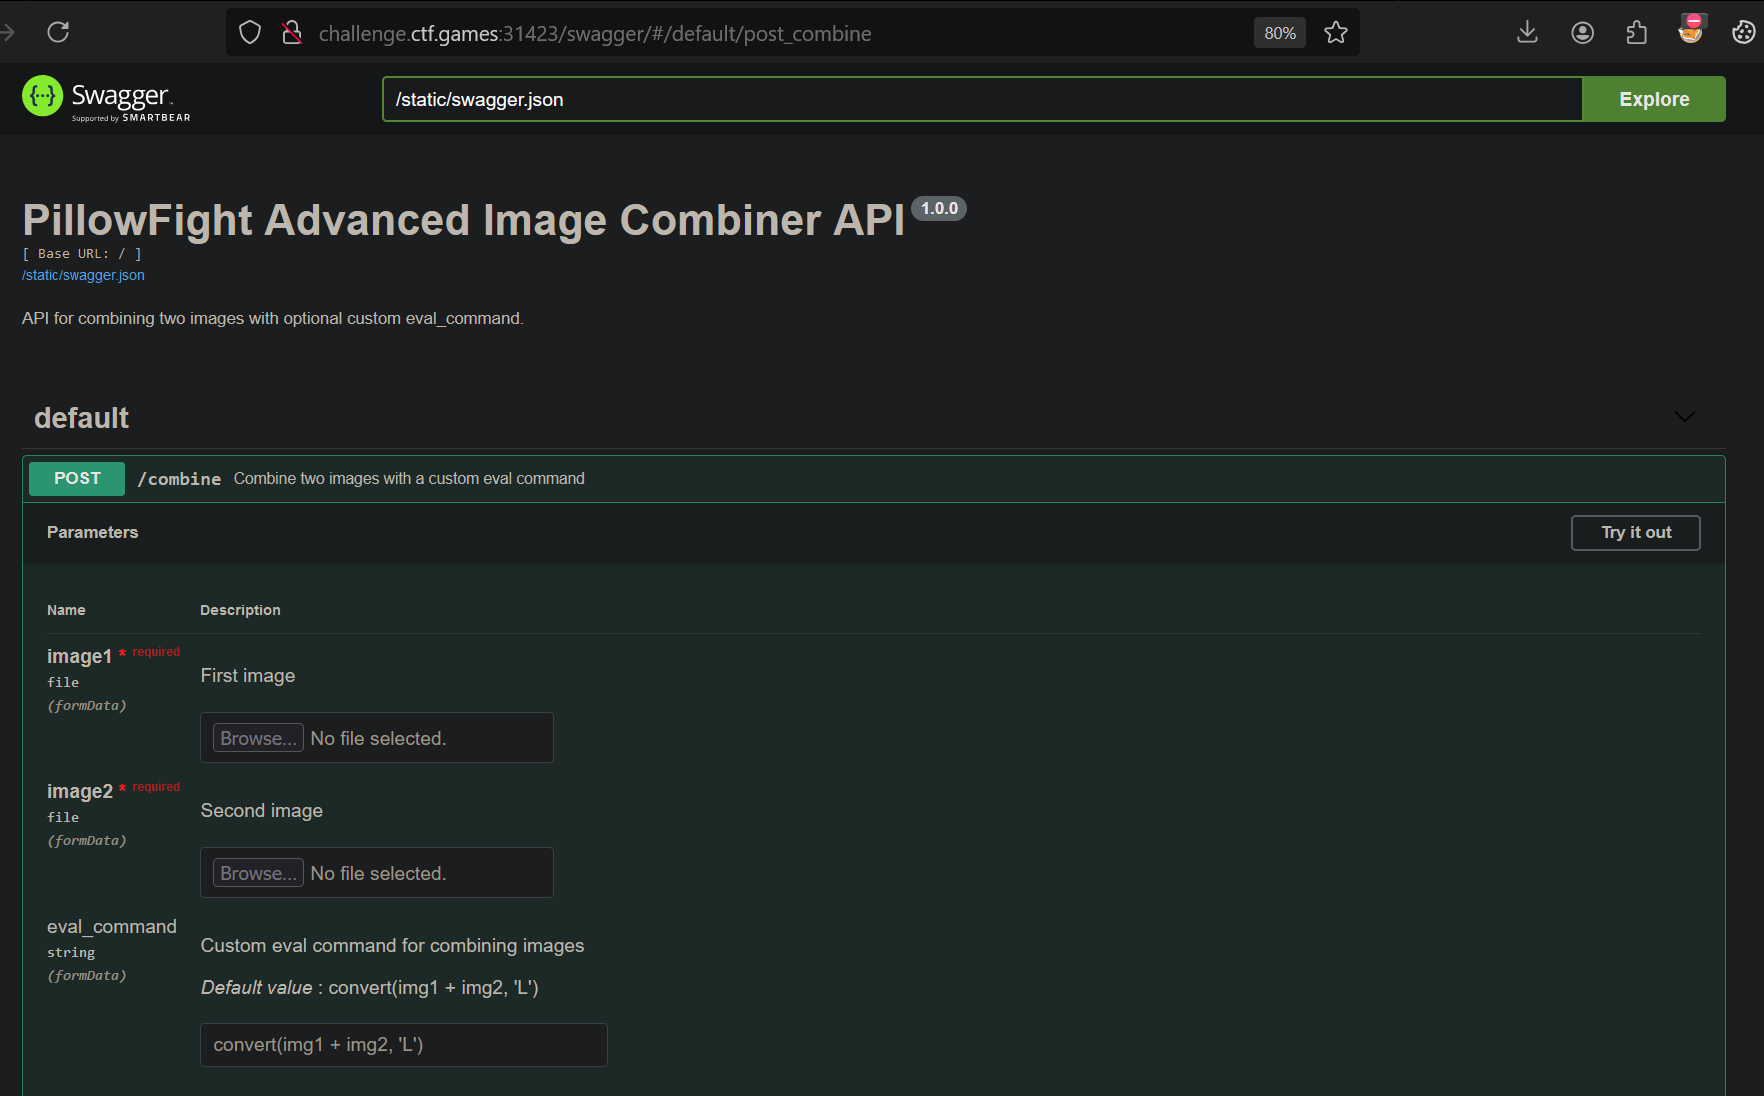 challenge.ctf.games:31423/swagger/#/default/post_combine
80%
{...} Swagger™
Supported by SMARTBEAR
/static/swagger.json
Explore
PillowFight Advanced Image Combiner API 1.0.0
[ Base URL: / ]
/static/swagger.json
API for combining two images with optional custom eval_command.
default
POST /combine Combine two images with a custom eval command
Parameters
Try it out
Name Description
image1 * required
file
(formData)
First image
Browse... No file selected.
image2 * required
file
(formData)
Second image
Browse... No file selected.
eval_command
string
(formData)
Custom eval command for combining images
Default value : convert(img1 + img2, 'L')
convert(img1 + img2, 'L')